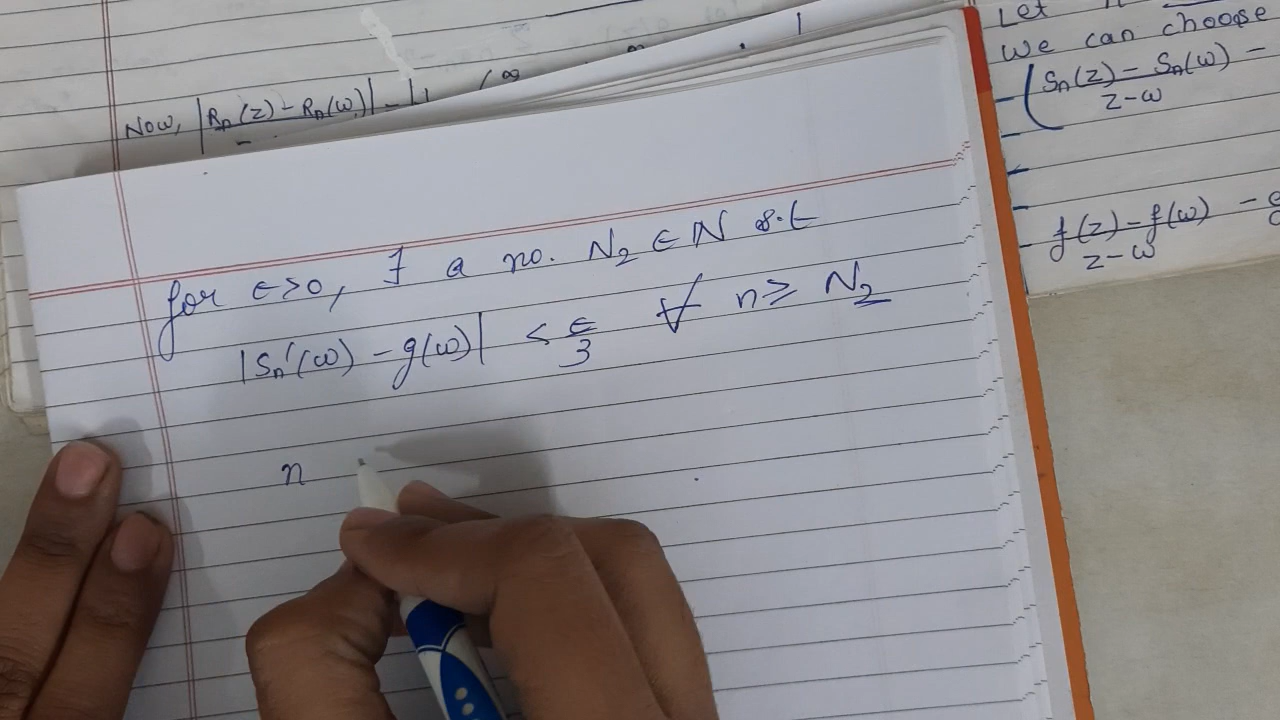 Now, |Rn(z) - Rn(ω)|
for ε>0, ∃ a no. N₂ ∈ N s.t
|Sn'(ω) - g(ω)| < ε/3 ∀ n ≥ N₂
n
Let
We can choose
(Sn(z) - Sn(ω) -
z-ω
f(z) - f(ω) -
z-ω